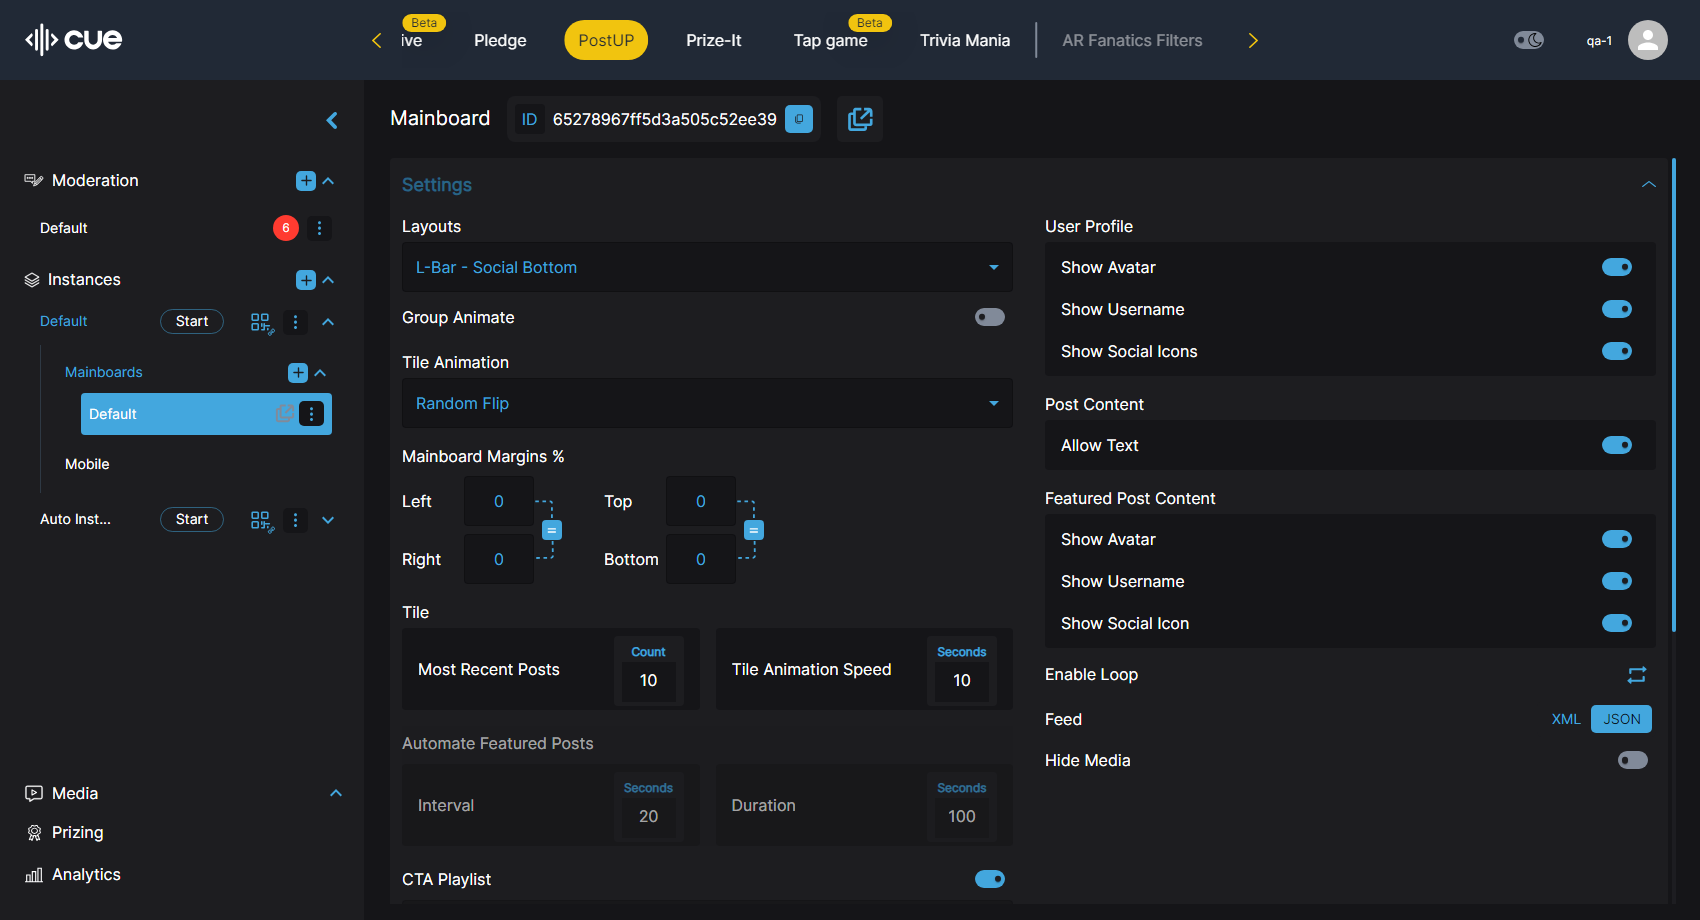 cue
Beta
ive
Pledge
PostUP
Prize-It
Beta
Tap game
Trivia Mania
AR Fanatics Filters
qa-1
Mainboard
ID 65278967ff5d3a505c52ee39
Moderation
Default
6
Instances
Default
Start
Mainboards
Default
Mobile
Auto Inst...
Start
Media
Prizing
Analytics
Settings
Layouts
L-Bar - Social Bottom
Group Animate
Tile Animation
Random Flip
Mainboard Margins %
Left 0 Top 0
Right 0 Bottom 0
Tile
Most Recent Posts
Count
10
Tile Animation Speed
Seconds
10
Automate Featured Posts
Interval
Seconds
20
Duration
Seconds
100
CTA Playlist
User Profile
Show Avatar
Show Username
Show Social Icons
Post Content
Allow Text
Featured Post Content
Show Avatar
Show Username
Show Social Icon
Enable Loop
Feed XML JSON
Hide Media